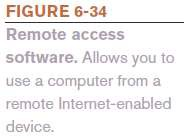 FIGURE 6-34
Remote access
software. Allows you to
use a computer from a
remote Internet-enabled
device.